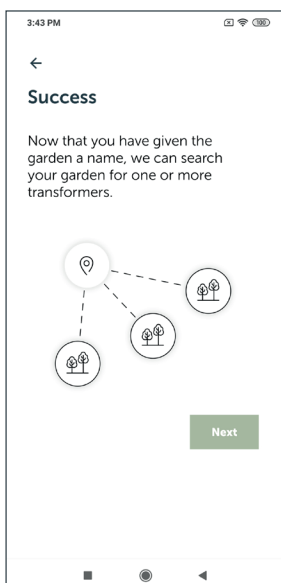 3:43 PM
100
Success
Now that you have given the
garden a name, we can search
your garden for one or more
transformers.
Next